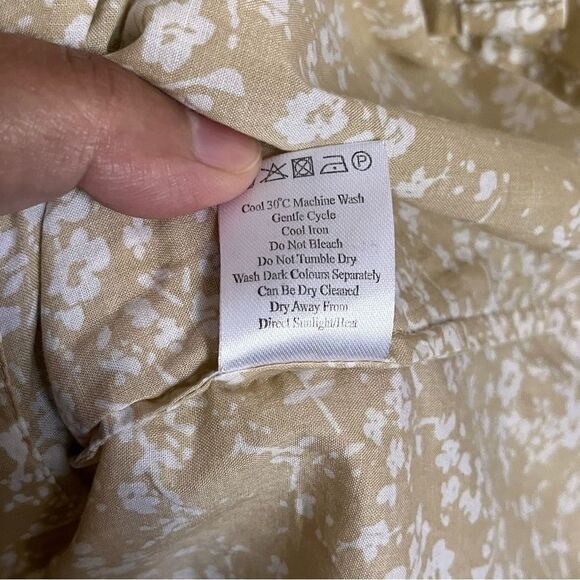 P
Cool 30°C Machine Wash
Gentle Cycle
Cool Iron
Do Not Bleach
Do Not Tumble Dry
Wash Dark Colours Separately
Can Be Dry Cleaned
Dry Away From
Direct Sunlight/Heat